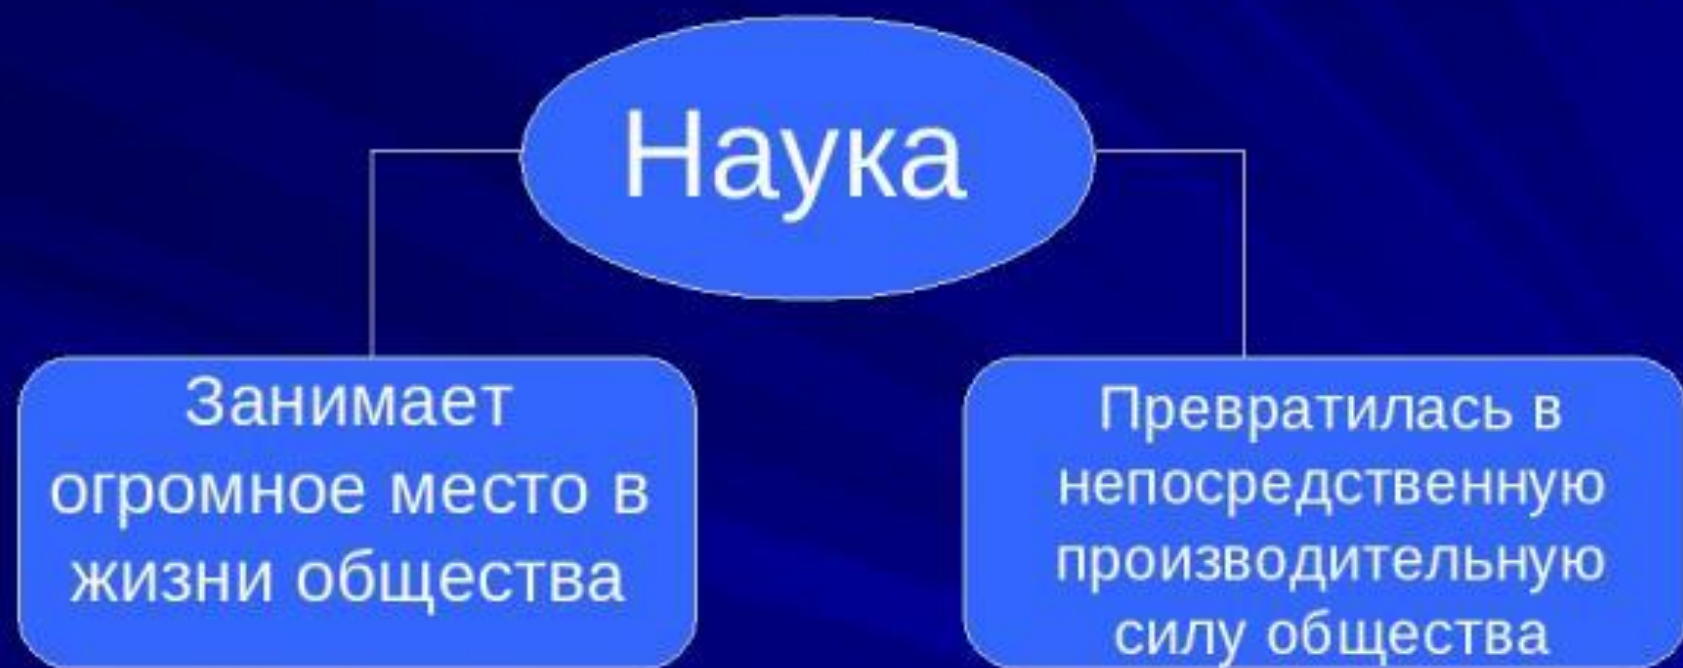 Наука
Занимает
огромное место в
жизни общества
Превратилась в
непосредственную
производительную
силу общества